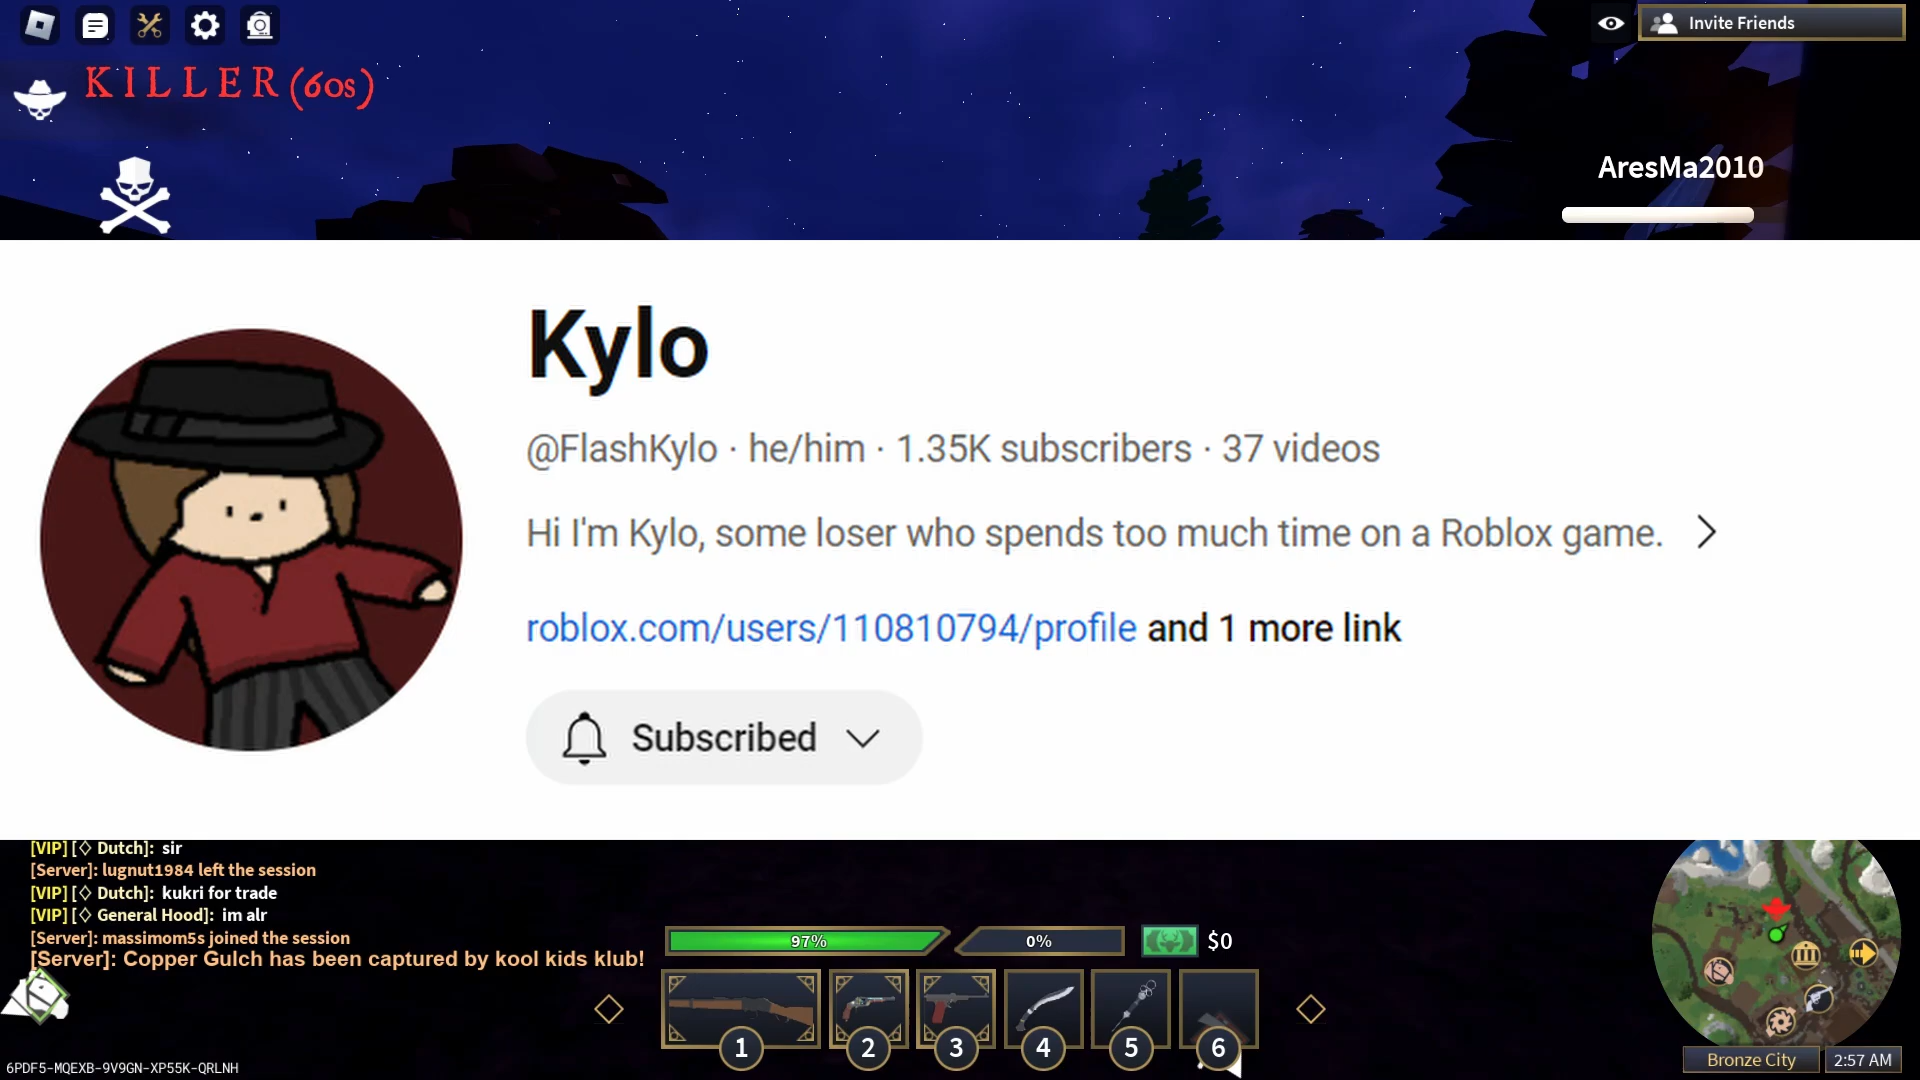 Invite Friends
KILLER (60s)
AresMa2010
Kylo
@FlashKylo · he/him · 1.35K subscribers · 37 videos
Hi I'm Kylo, some loser who spends too much time on a Roblox game.
roblox.com/users/110810794/profile and 1 more link
Subscribed
[VIP] [♢ Dutch]: sir
[Server]: lugnut1984 left the session
[VIP] [♢ Dutch]: kukri for trade
[VIP] [♢ General Hood]: im alr
[Server]: massimom5s joined the session
[Server]: Copper Gulch has been captured by kool kids klub!
97%
0%
$0
1
2
3
4
5
6
Bronze City
2:57 AM
6PDF5-MQEXB-9V9GN-XP55K-QRLNH